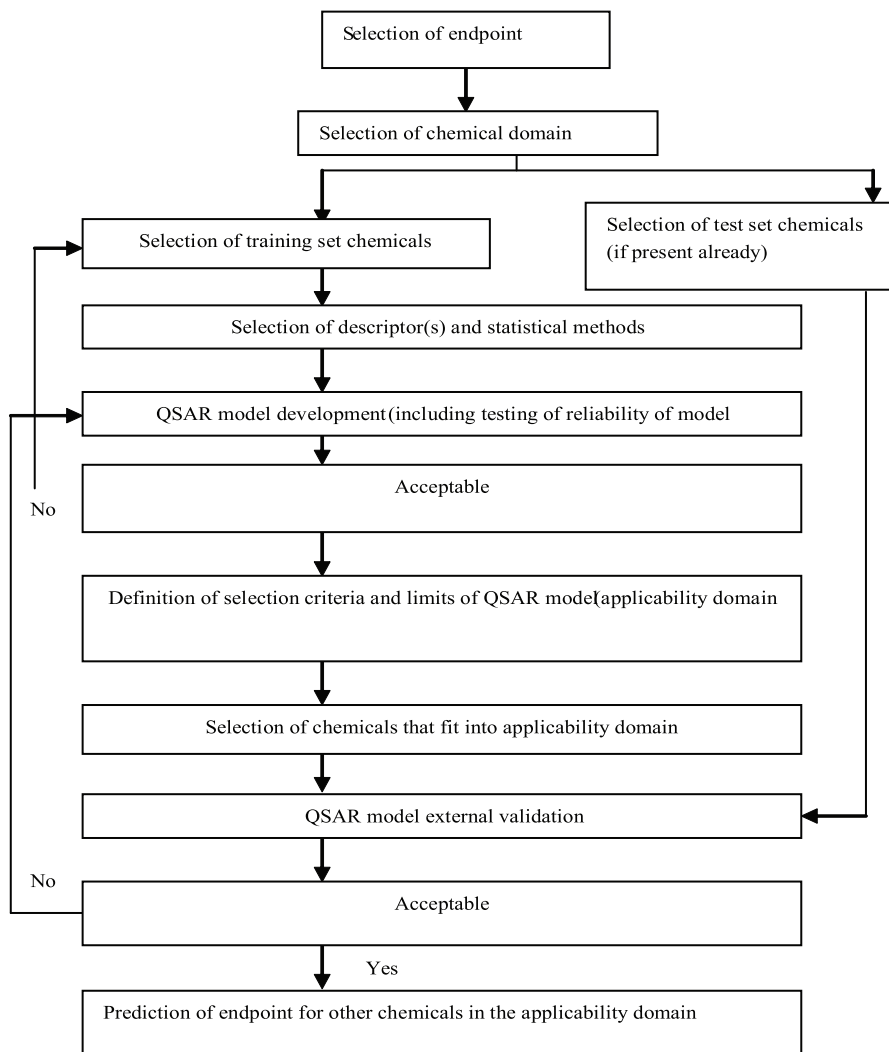 Selection of endpoint
Selection of chemical domain
Selection of training set chemicals
Selection of test set chemicals
(if present already)
Selection of descriptor(s) and statistical methods
QSAR model development(including testing of reliability of model
Acceptable
No
Definition of selection criteria and limits of QSAR model(applicability domain
Selection of chemicals that fit into applicability domain
QSAR model external validation
No
Acceptable
Yes
Prediction of endpoint for other chemicals in the applicability domain